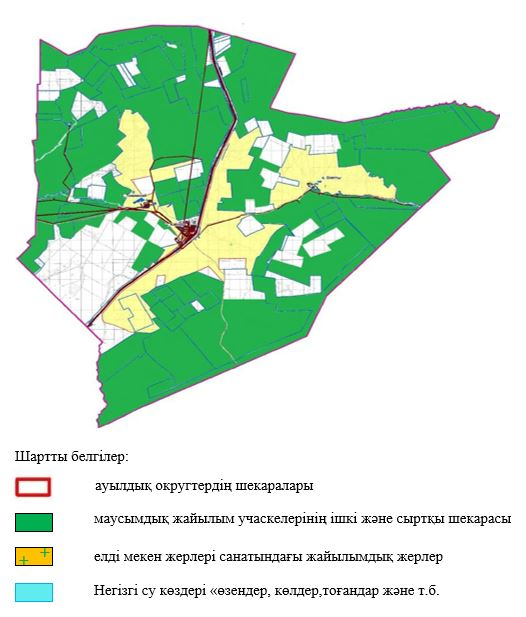 Шартты белгілер:
ауылдық округтердің шекаралары
маусымдық жайылым учаскелерінің ішкі және сыртқы шекарасы
елді мекен жерлері санатындағы жайылымдық жерлер
Негізгі су көздері «өзендер, көлдер,тоғандар және т.б.